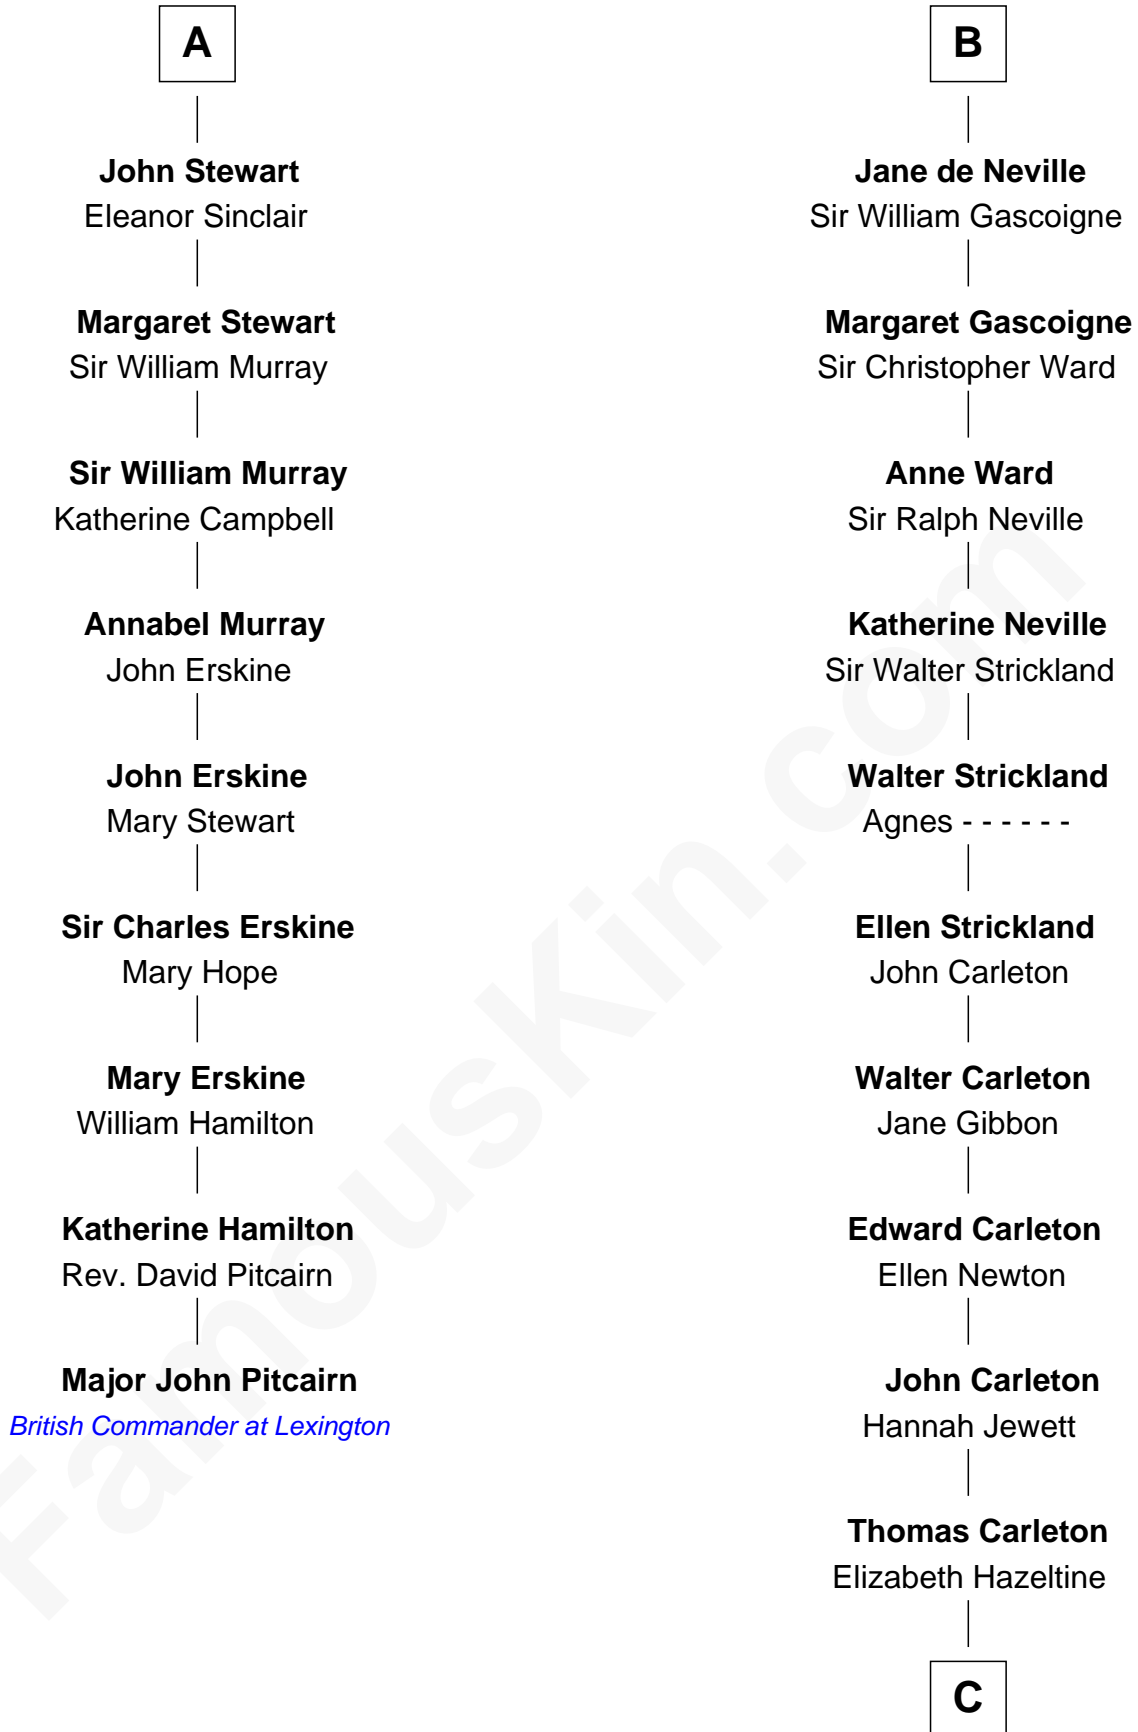 A
John Stewart
Eleanor Sinclair
Margaret Stewart
Sir William Murray
Sir William Murray
Katherine Campbell
Annabel Murray
John Erskine
John Erskine
Mary Stewart
Sir Charles Erskine
Mary Hope
Mary Erskine
William Hamilton
Katherine Hamilton
Rev. David Pitcairn
Major John Pitcairn
British Commander at Lexington
B
Jane de Neville
Sir William Gascoigne
Margaret Gascoigne
Sir Christopher Ward
Anne Ward
Sir Ralph Neville
Katherine Neville
Sir Walter Strickland
Walter Strickland
Agnes - - - - - -
Ellen Strickland
John Carleton
Walter Carleton
Jane Gibbon
Edward Carleton
Ellen Newton
John Carleton
Hannah Jewett
Thomas Carleton
Elizabeth Hazeltine
C
FamousKin.com